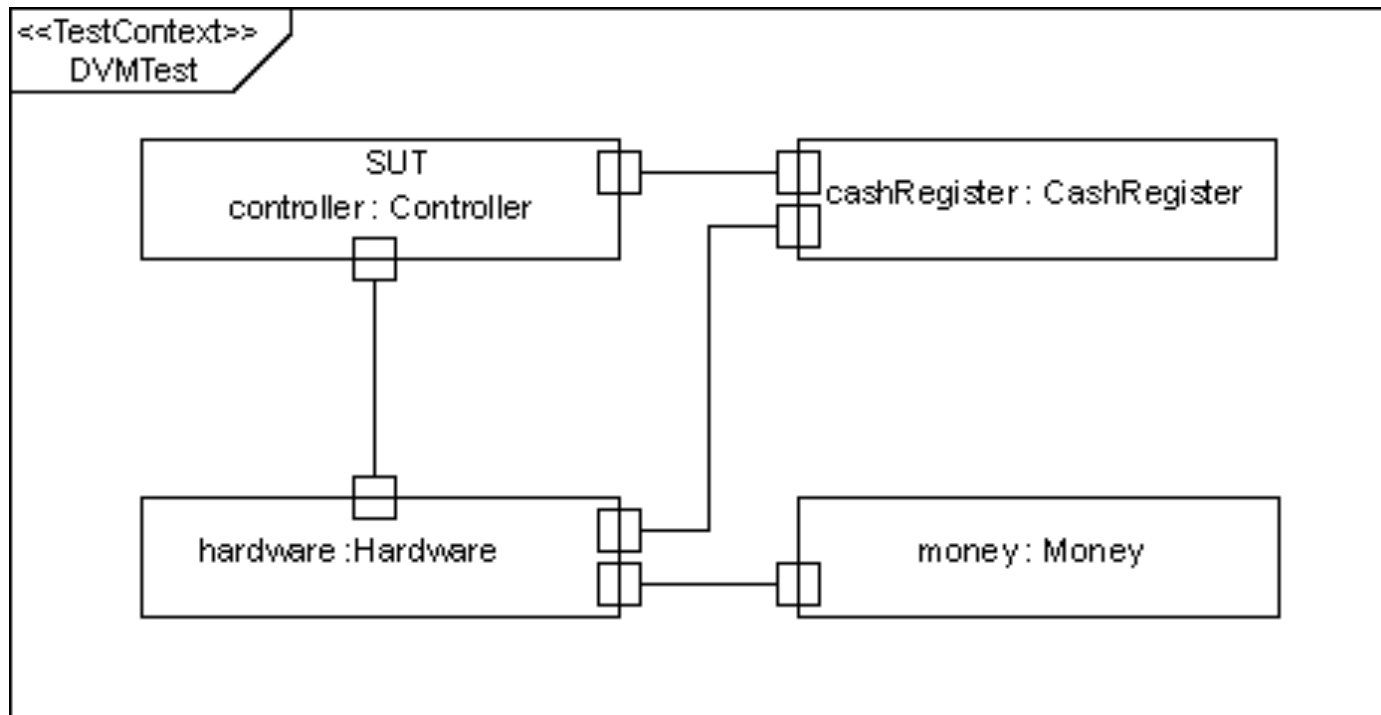 <<TestContext>>
DVMTest
SUT
controller : Controller
cashRegister : CashRegister
hardware :Hardware
money : Money